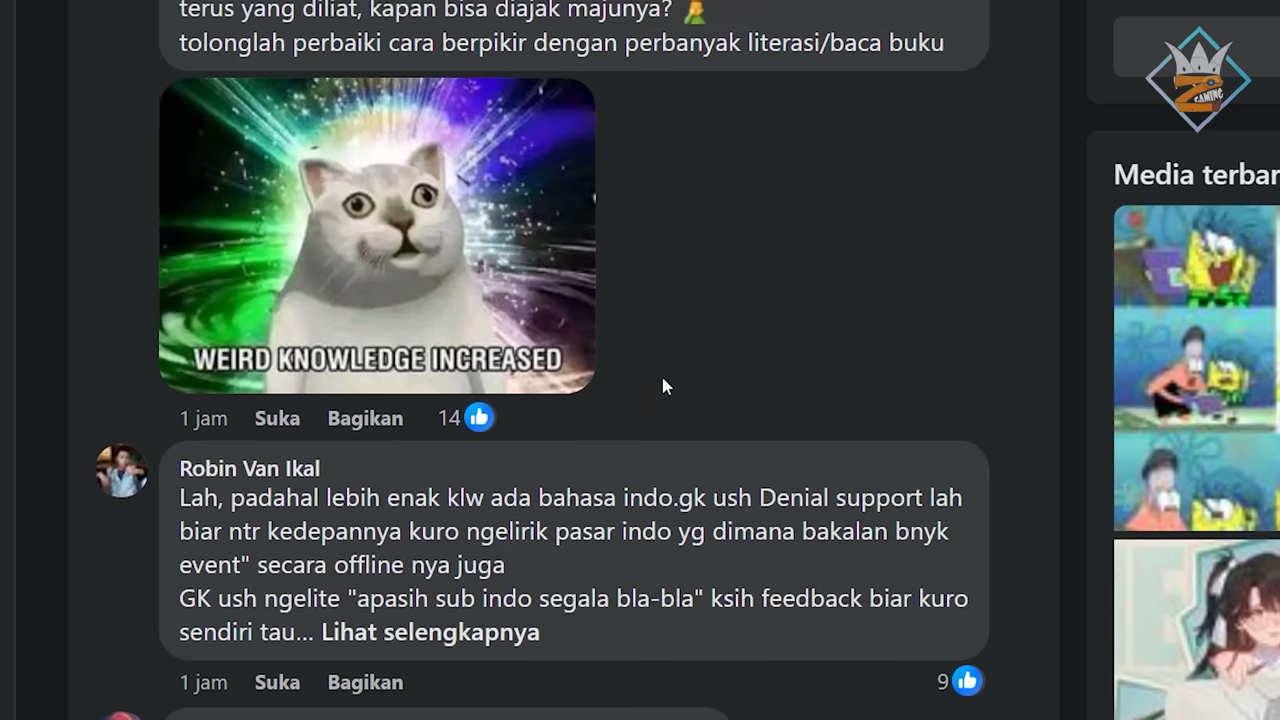 terus yang diliat, kapan bisa diajak majunya?
tolonglah perbaiki cara berpikir dengan perbanyak literasi/baca buku
GAMING
Media terbar
WEIRD KNOWLEDGE INCREASED
1 jam Suka Bagikan 14
Robin Van Ikal
Lah, padahal lebih enak klw ada bahasa indo.gk ush Denial support lah
biar ntr kedepannya kuro ngelirik pasar indo yg dimana bakalan bnyk
event" secara offline nya juga
GK ush ngelite "apasih sub indo segala bla-bla" ksih feedback biar kuro
sendiri tau... Lihat selengkapnya
1 jam Suka Bagikan 9